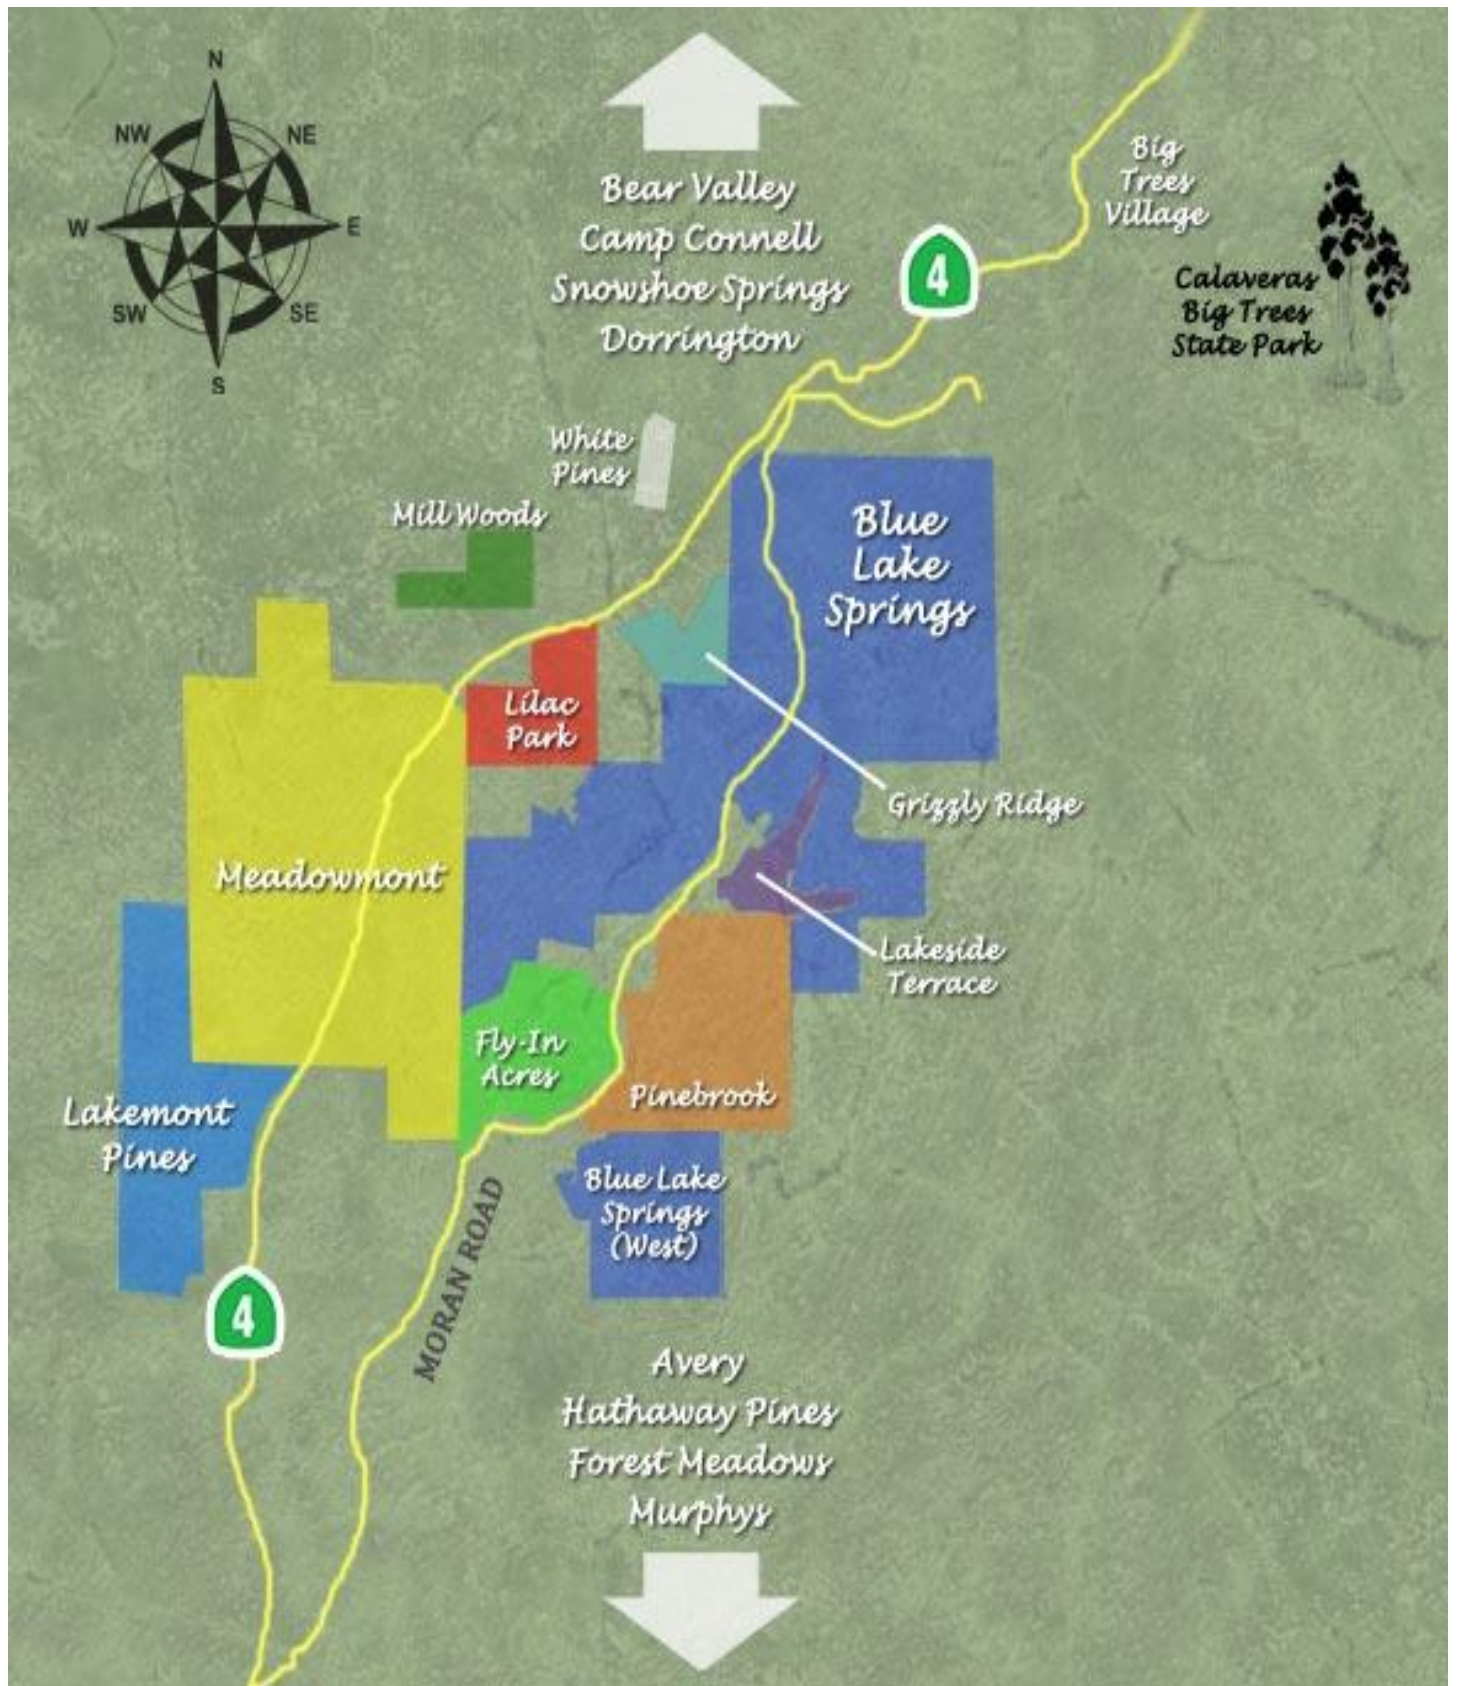 N
NW
NE
W
E
SW
SE
S
Bear Valley
Camp Connell
Snowshoe Springs
Dorrington
Big
Trees
Village
4
Calaveras
Big Trees
State Park
White
Pines
Mill Woods
Blue
Lake
Springs
Lilac
Park
Grizzly Ridge
Meadowmont
Lakeside
Terrace
Fly-In
Acres
Pinebrook
Lakemont
Pines
Blue Lake
Springs
(West)
MORAN ROAD
4
Avery
Hathaway Pines
Forest Meadows
Murphys